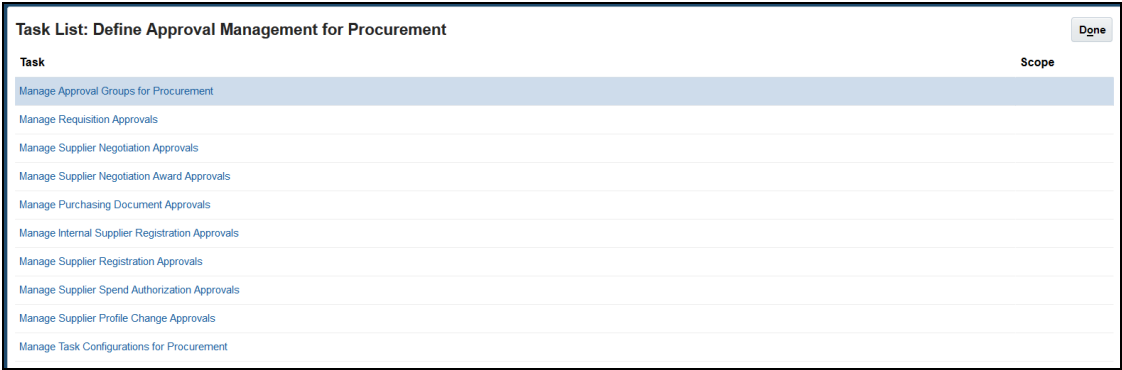 Task List: Define Approval Management for Procurement
Done
Task Scope
Manage Approval Groups for Procurement
Manage Requisition Approvals
Manage Supplier Negotiation Approvals
Manage Supplier Negotiation Award Approvals
Manage Purchasing Document Approvals
Manage Internal Supplier Registration Approvals
Manage Supplier Registration Approvals
Manage Supplier Spend Authorization Approvals
Manage Supplier Profile Change Approvals
Manage Task Configurations for Procurement